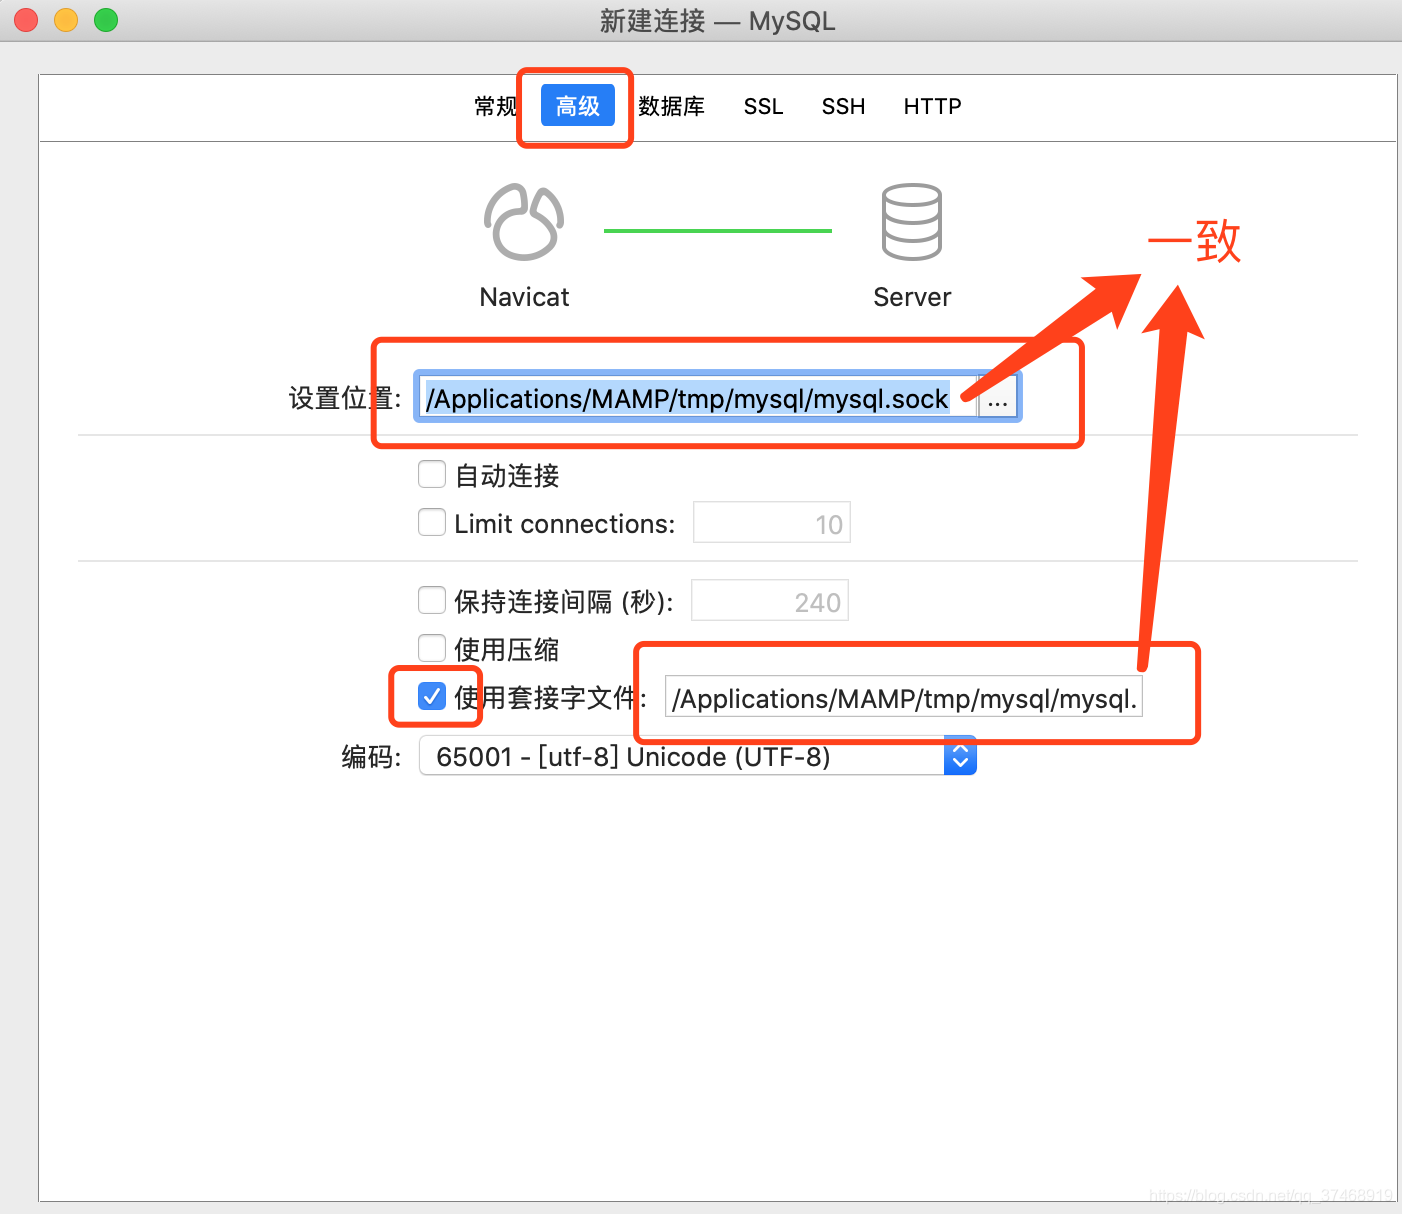 新建连接 — MySQL
常规 高级 数据库 SSL SSH HTTP
一致
Navicat Server
设置位置: /Applications/MAMP/tmp/mysql/mysql.sock ...
自动连接
Limit connections: 10
保持连接间隔 (秒): 240
使用压缩
使用套接字文件: /Applications/MAMP/tmp/mysql/mysql.
编码: 65001 - [utf-8] Unicode (UTF-8)
https://blog.csdn.net/qq_37468919